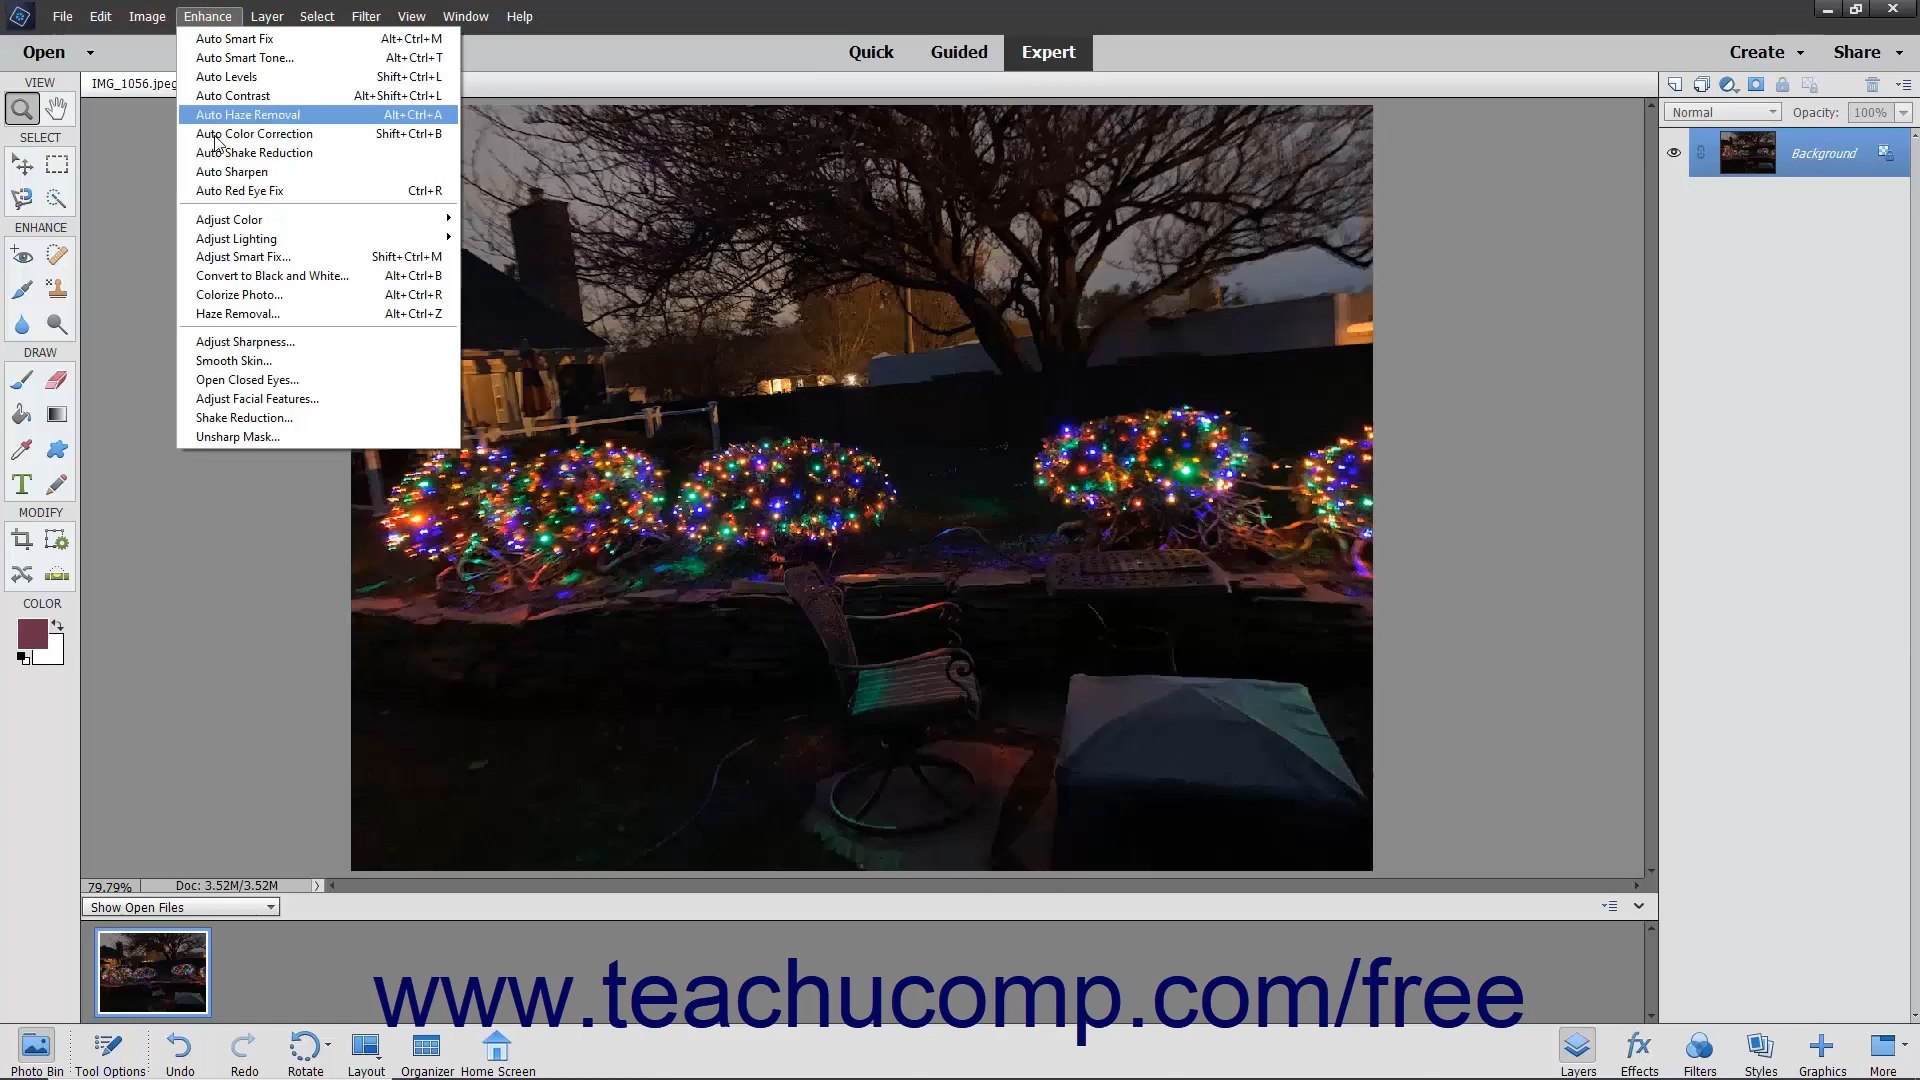 File Edit Image Enhance Layer Select Filter View Window Help
Open Quick Guided Expert Create Share
Auto Smart Fix Alt+Ctrl+M
Auto Smart Tone... Alt+Ctrl+T
Auto Levels Shift+Ctrl+L
Auto Contrast Alt+Shift+Ctrl+L
Auto Haze Removal Alt+Ctrl+A
Auto Color Correction Shift+Ctrl+B
Auto Shake Reduction
Auto Sharpen
Auto Red Eye Fix Ctrl+R
Adjust Color
Adjust Lighting
Adjust Smart Fix... Shift+Ctrl+M
Convert to Black and White... Alt+Ctrl+B
Colorize Photo... Alt+Ctrl+R
Haze Removal... Alt+Ctrl+Z
Adjust Sharpness...
Smooth Skin...
Open Closed Eyes...
Adjust Facial Features...
Shake Reduction...
Unsharp Mask...
VIEW
IMG_1056.jpeg
SELECT
ENHANCE
DRAW
MODIFY
COLOR
Normal Opacity: 100%
Background
79.79% Doc: 3.52M/3.52M
Show Open Files
www.teachucomp.com/free
Photo Bin Tool Options Undo Redo Rotate Layout Organizer Home Screen Layers Effects Filters Styles Graphics More
fx
T